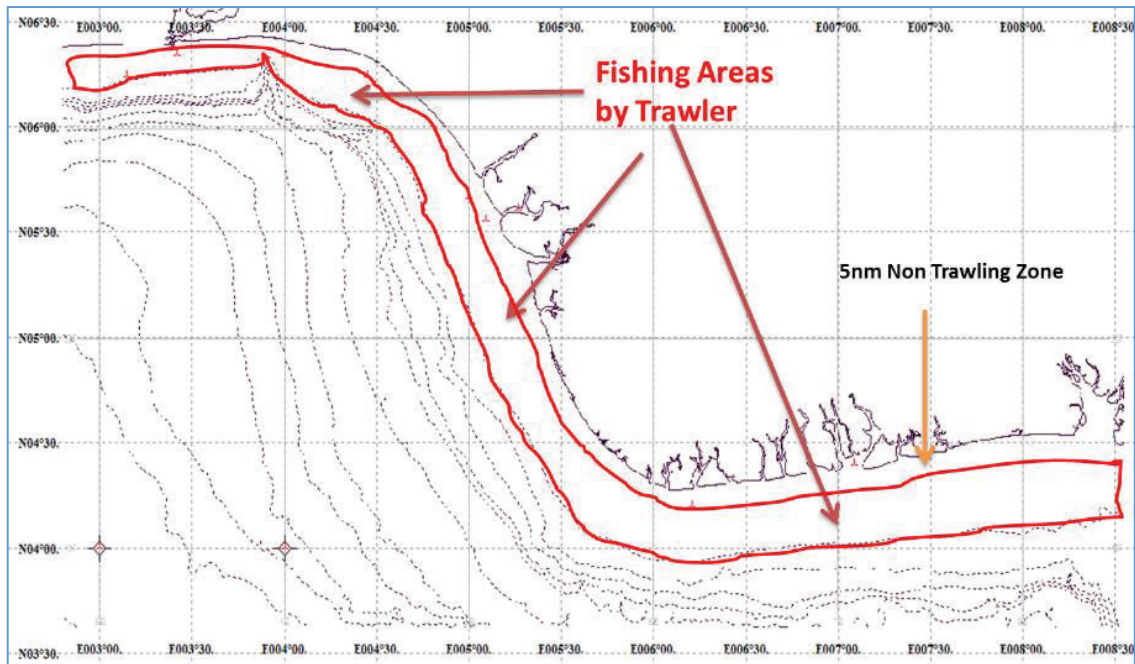 N06°30.
E003°00. E003°30. E004°00. E004°30. E005°00. E005°30. E006°00. E006°30. E007°00. E007°30. E008°00. E008°30.
Fishing Areas
by Trawler
N06°00.
N05°30.
5nm Non Trawling Zone
N05°00.
N04°30.
N04°00.
N03°30.
E003°00. E003°30. E004°00. E004°30. E005°00. E005°30. E006°00. E006°30. E007°00. E007°30. E008°00. E008°30.